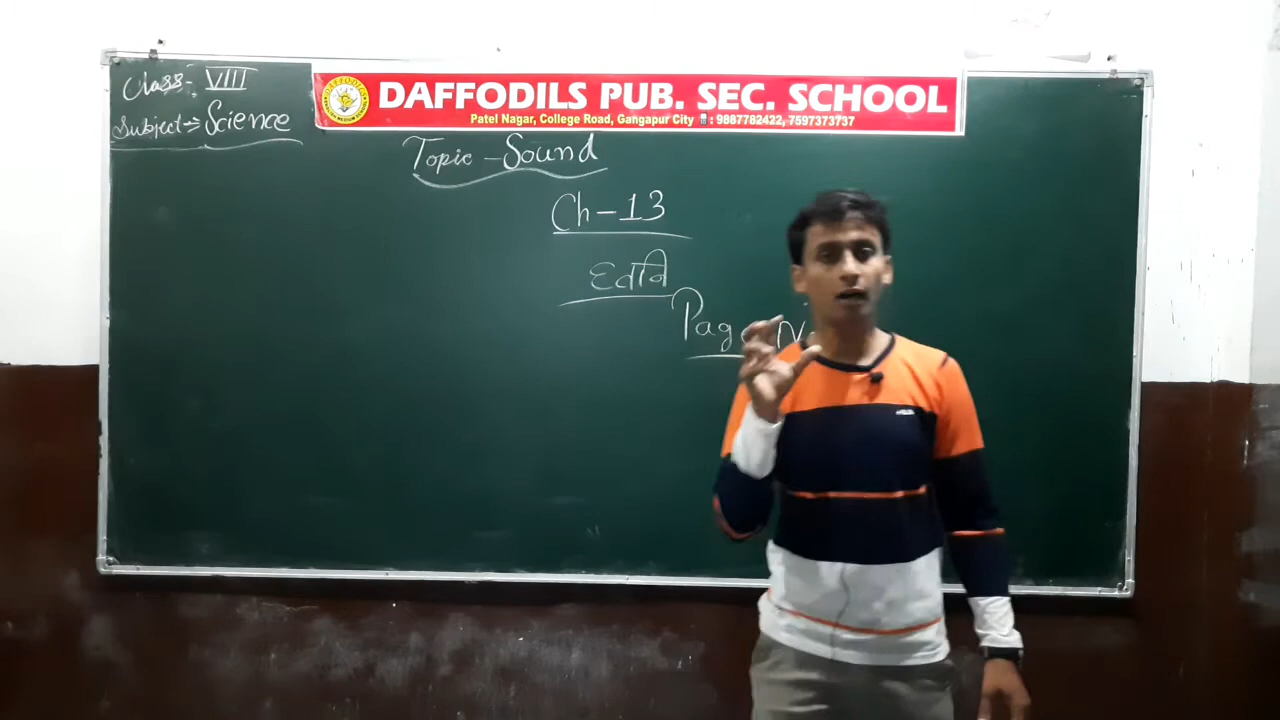 Class:- VIII
Subject→ Science
DAFFODILS PUB. SEC. SCHOOL
Patel Nagar, College Road, Gangapur City : 9887782422, 7597373737
Topic - Sound
Ch - 13
ध्वनि
Page